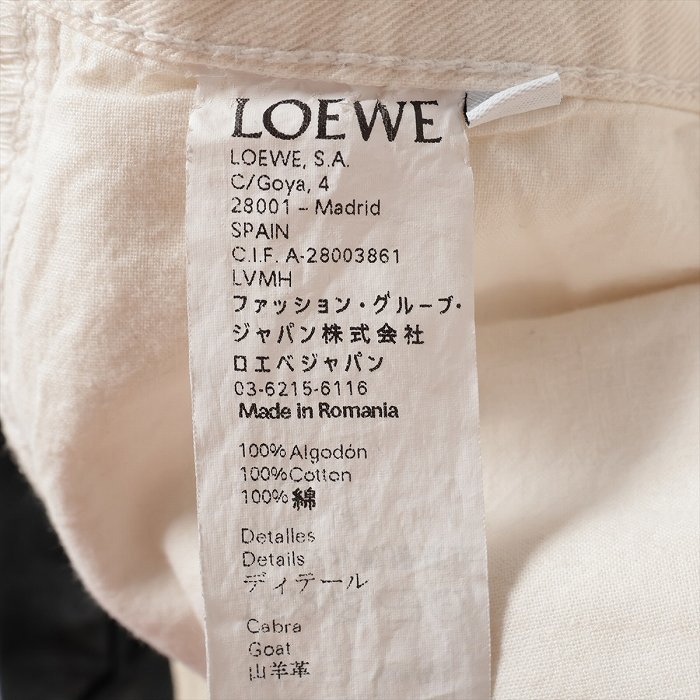 LOEWE
LOEWE, S.A.
C/Goya, 4
28001 – Madrid
SPAIN
C.I.F. A-28003861
LVMH
ファッション・グループ・
ジャパン株式会社
ロエベジャパン
03-6215-6116
Made in Romania
100% Algodón
100% Cotton
100% 綿
Detalles
Details
ディテール
Cabra
Goat
山羊革